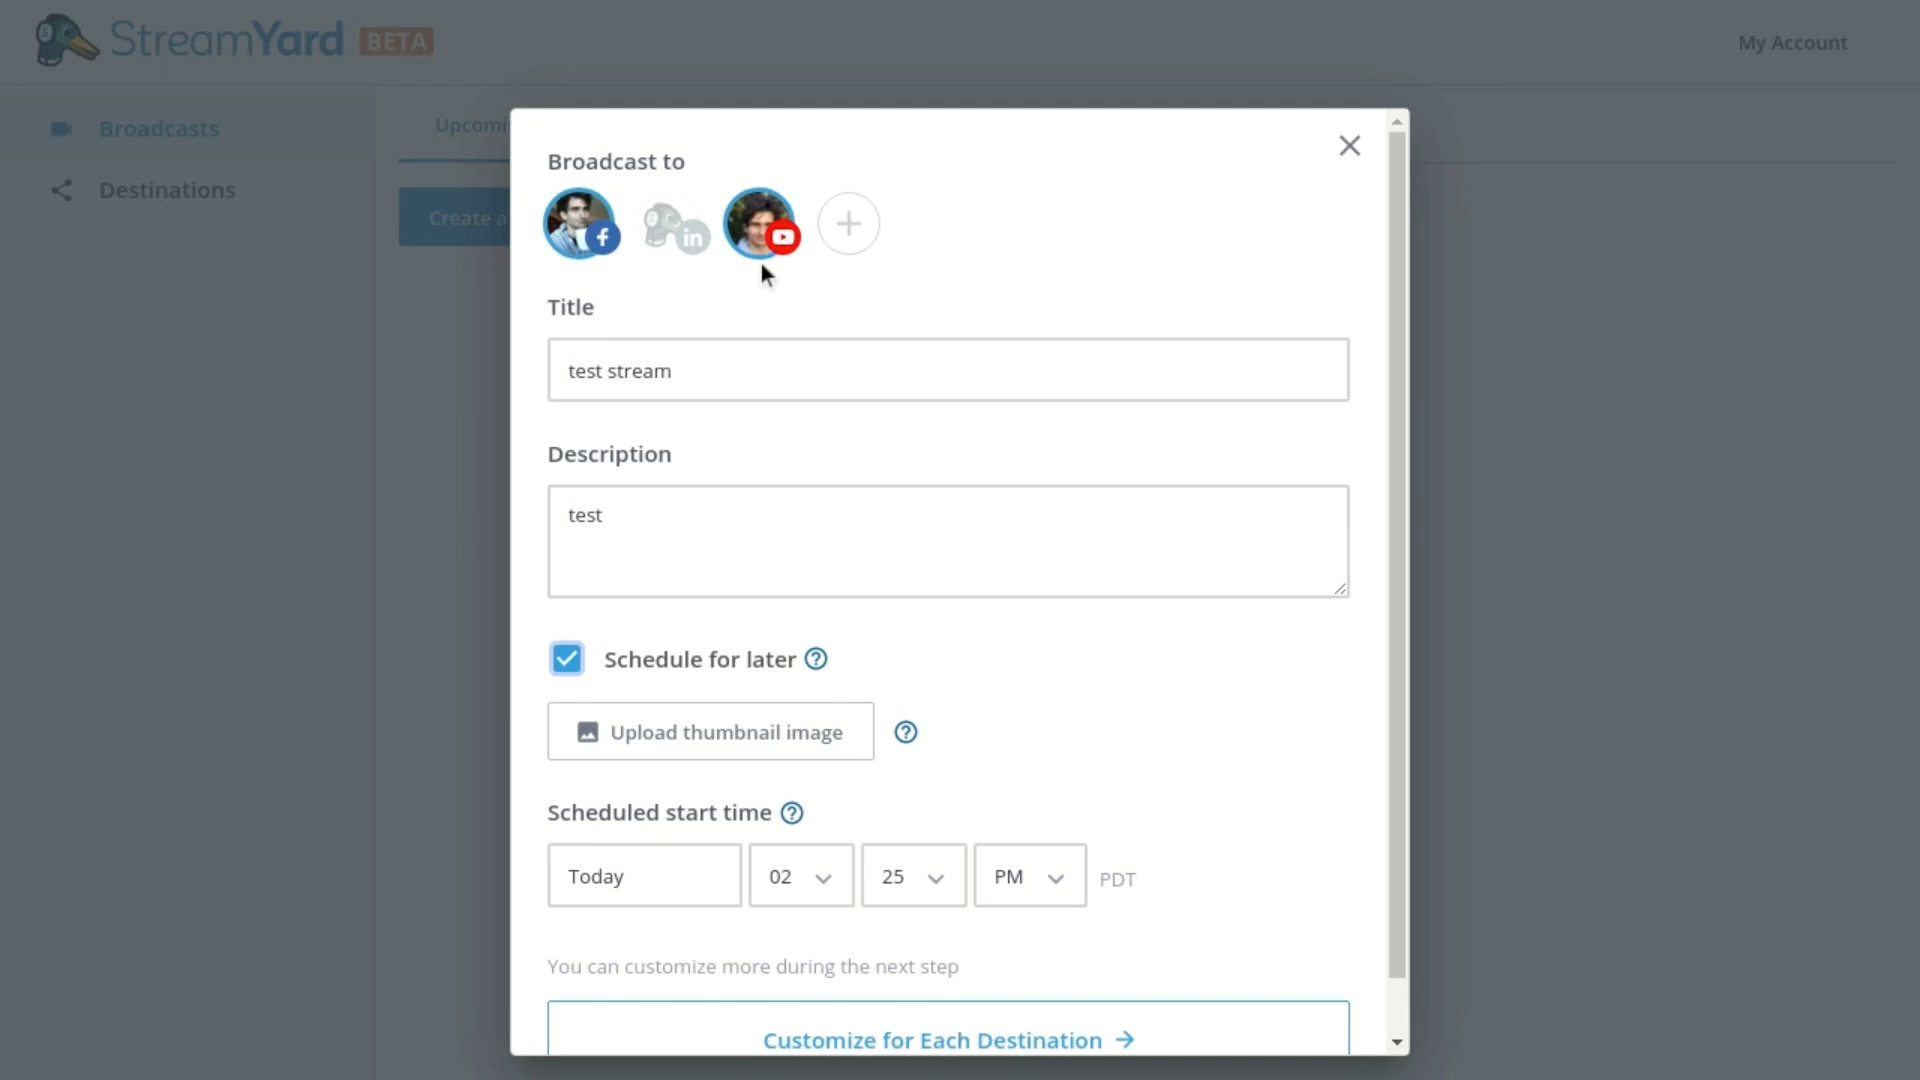 StreamYard BETA
My Account
Broadcasts
Destinations
Upcomi
Create a
Broadcast to
Title
test stream
Description
test
Schedule for later
Upload thumbnail image
Scheduled start time
Today 02 25 PM PDT
You can customize more during the next step
Customize for Each Destination